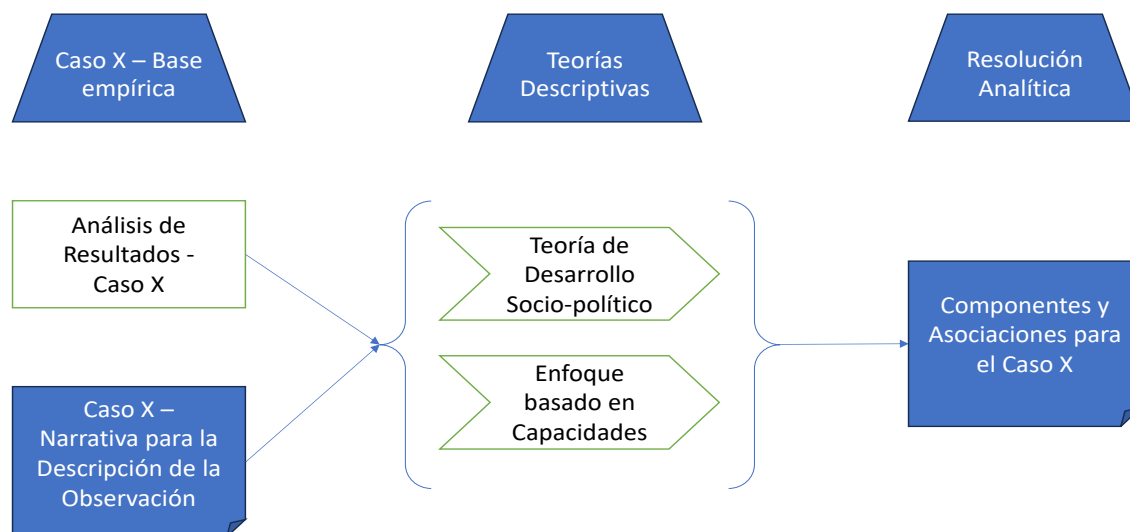 Caso X – Base
empírica
Teorías
Descriptivas
Resolución
Analítica
Análisis de
Resultados -
Caso X
Caso X –
Narrativa para la
Descripción de la
Observación
Teoría de
Desarrollo
Socio-político
Enfoque
basado en
Capacidades
Componentes y
Asociaciones para
el Caso X